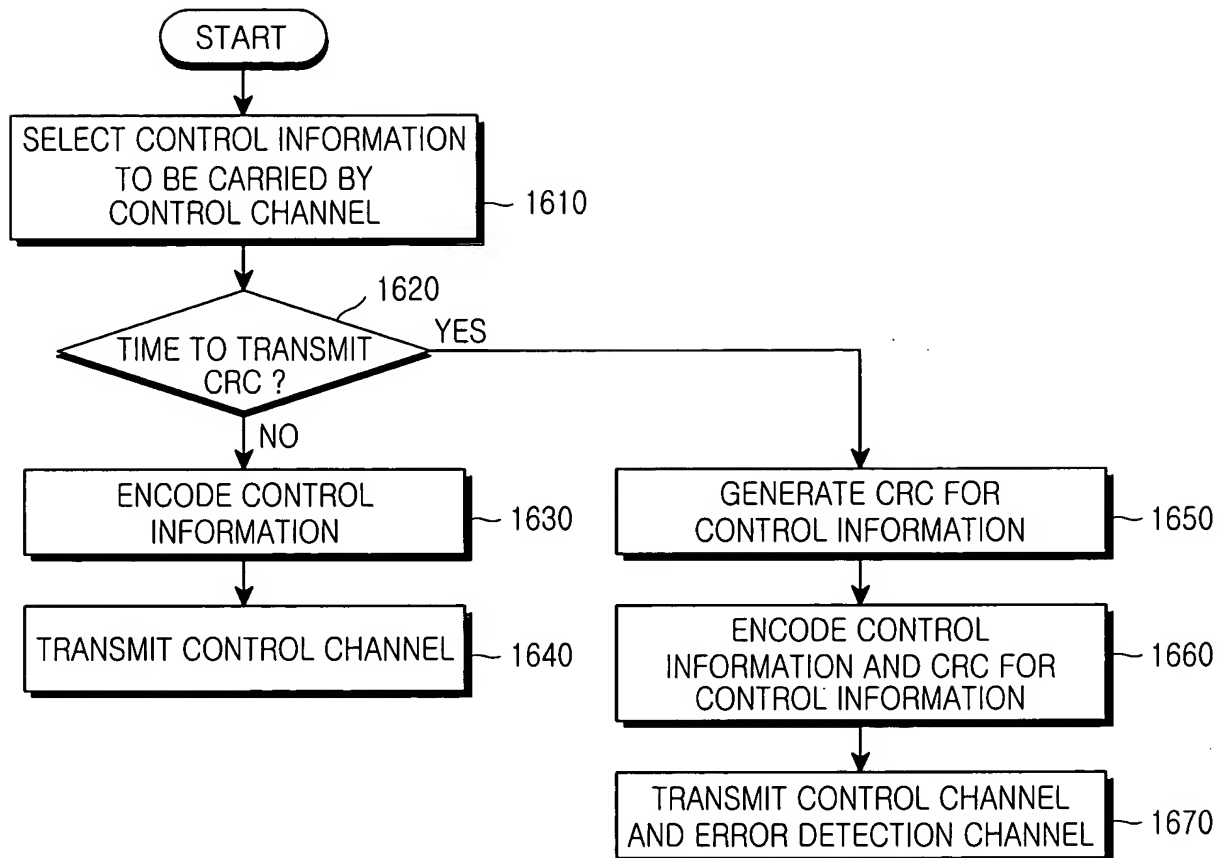 START
SELECT CONTROL INFORMATION
TO BE CARRIED BY
CONTROL CHANNEL
1610
1620
TIME TO TRANSMIT
CRC ?
YES
NO
ENCODE CONTROL
INFORMATION
1630
TRANSMIT CONTROL CHANNEL
1640
GENERATE CRC FOR
CONTROL INFORMATION
1650
ENCODE CONTROL
INFORMATION AND CRC FOR
CONTROL INFORMATION
1660
TRANSMIT CONTROL CHANNEL
AND ERROR DETECTION CHANNEL
1670